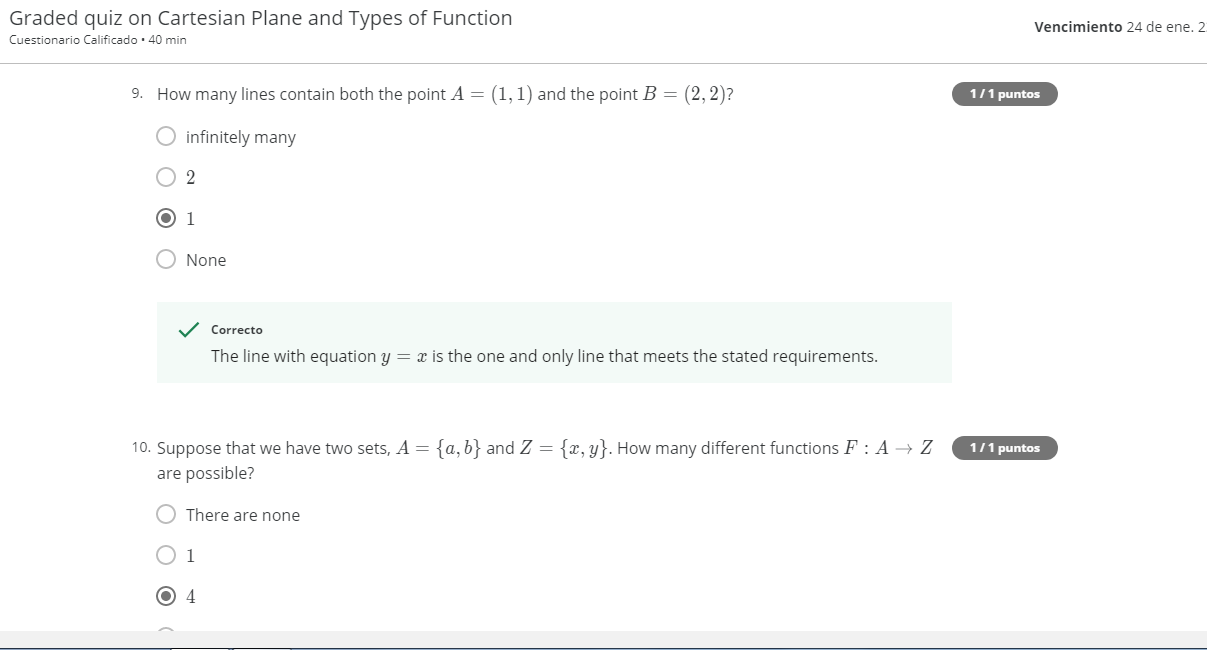 Graded quiz on Cartesian Plane and Types of Function
Cuestionario Calificado • 40 min
Vencimiento 24 de ene. 2
9. How many lines contain both the point A = (1, 1) and the point B = (2, 2)?
1 / 1 puntos
infinitely many
2
1
None
Correcto
The line with equation y = x is the one and only line that meets the stated requirements.
10. Suppose that we have two sets, A = {a, b} and Z = {x, y}. How many different functions F : A → Z
are possible?
1 / 1 puntos
There are none
1
4